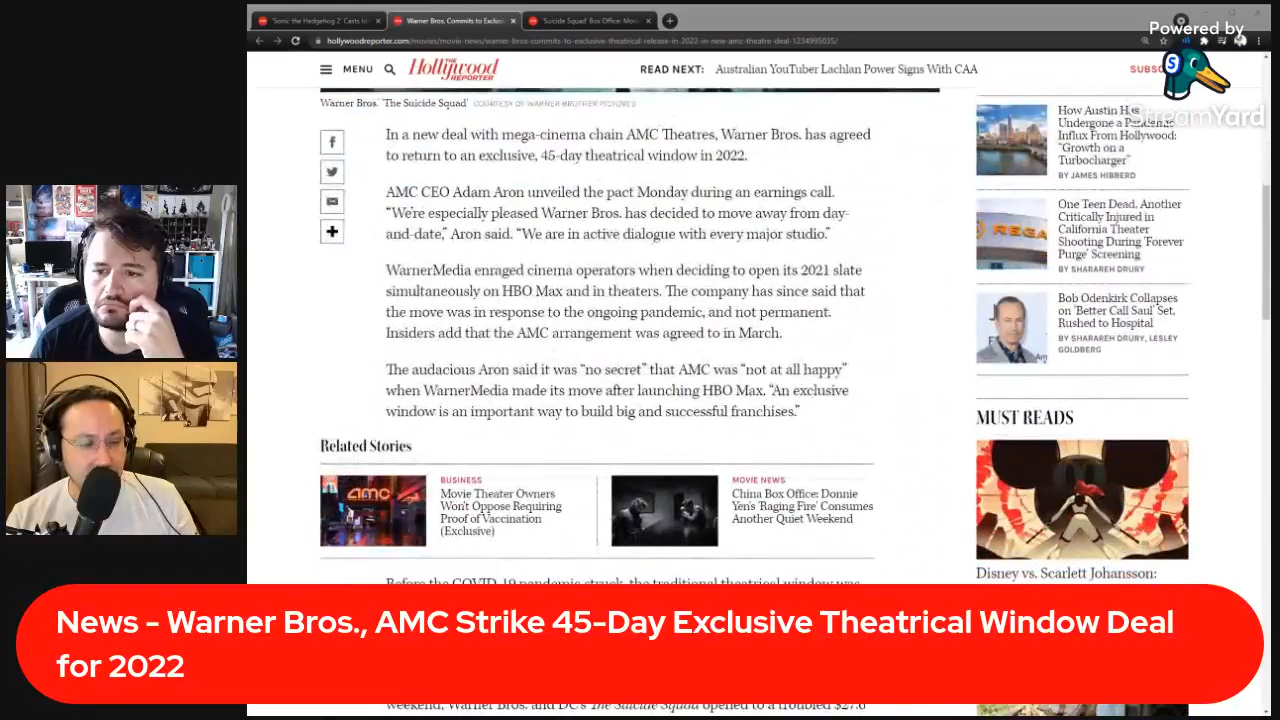 'Sonic the Hedgehog 2' Casts
Warner Bros. Commits to Exclus
'Suicide Squad' Box Office: Mov
hollywoodreporter.com/movies/movie-news/warner-bros-commits-to-exclusive-theatrical-release-in-2022-in-new-amc-theatre-deal-1234995035/
Powered by
StreamYard
MENU
THE Hollywood REPORTER
READ NEXT: Australian YouTuber Lachlan Power Signs With CAA
Warner Bros.' 'The Suicide Squad' COURTESY OF WARNER BROTHER PICTURES
In a new deal with mega-cinema chain AMC Theatres, Warner Bros. has agreed
to return to an exclusive, 45-day theatrical window in 2022.
AMC CEO Adam Aron unveiled the pact Monday during an earnings call.
“We’re especially pleased Warner Bros. has decided to move away from day-
and-date,” Aron said. “We are in active dialogue with every major studio.”
WarnerMedia enraged cinema operators when deciding to open its 2021 slate
simultaneously on HBO Max and in theaters. The company has since said that
the move was in response to the ongoing pandemic, and not permanent.
Insiders add that the AMC arrangement was agreed to in March.
The audacious Aron said it was “no secret” that AMC was “not at all happy”
when WarnerMedia made its move after launching HBO Max. “An exclusive
window is an important way to build big and successful franchises.”
Related Stories
amc
BUSINESS
Movie Theater Owners
Won't Oppose Requiring
Proof of Vaccination
(Exclusive)
MOVIE NEWS
China Box Office: Donnie
Yen's 'Raging Fire' Consumes
Another Quiet Weekend
Before the COVID-19 pandemic struck, the traditional theatrical window was
weekend, Warner Bros. and DC's The Suicide Squad opened to a troubled $27.6
How Austin Has
Undergone a Pandemic
Influx From Hollywood:
“Growth on a
Turbocharger”
BY JAMES HIBBERD
REGA
One Teen Dead, Another
Critically Injured in
California Theater
Shooting During 'Forever
Purge' Screening
BY SHARAREH DRURY
Bob Odenkirk Collapses
on 'Better Call Saul' Set,
Rushed to Hospital
BY SHARAREH DRURY, LESLEY
GOLDBERG
MUST READS
Disney vs. Scarlett Johansson:
News - Warner Bros., AMC Strike 45-Day Exclusive Theatrical Window Deal
for 2022